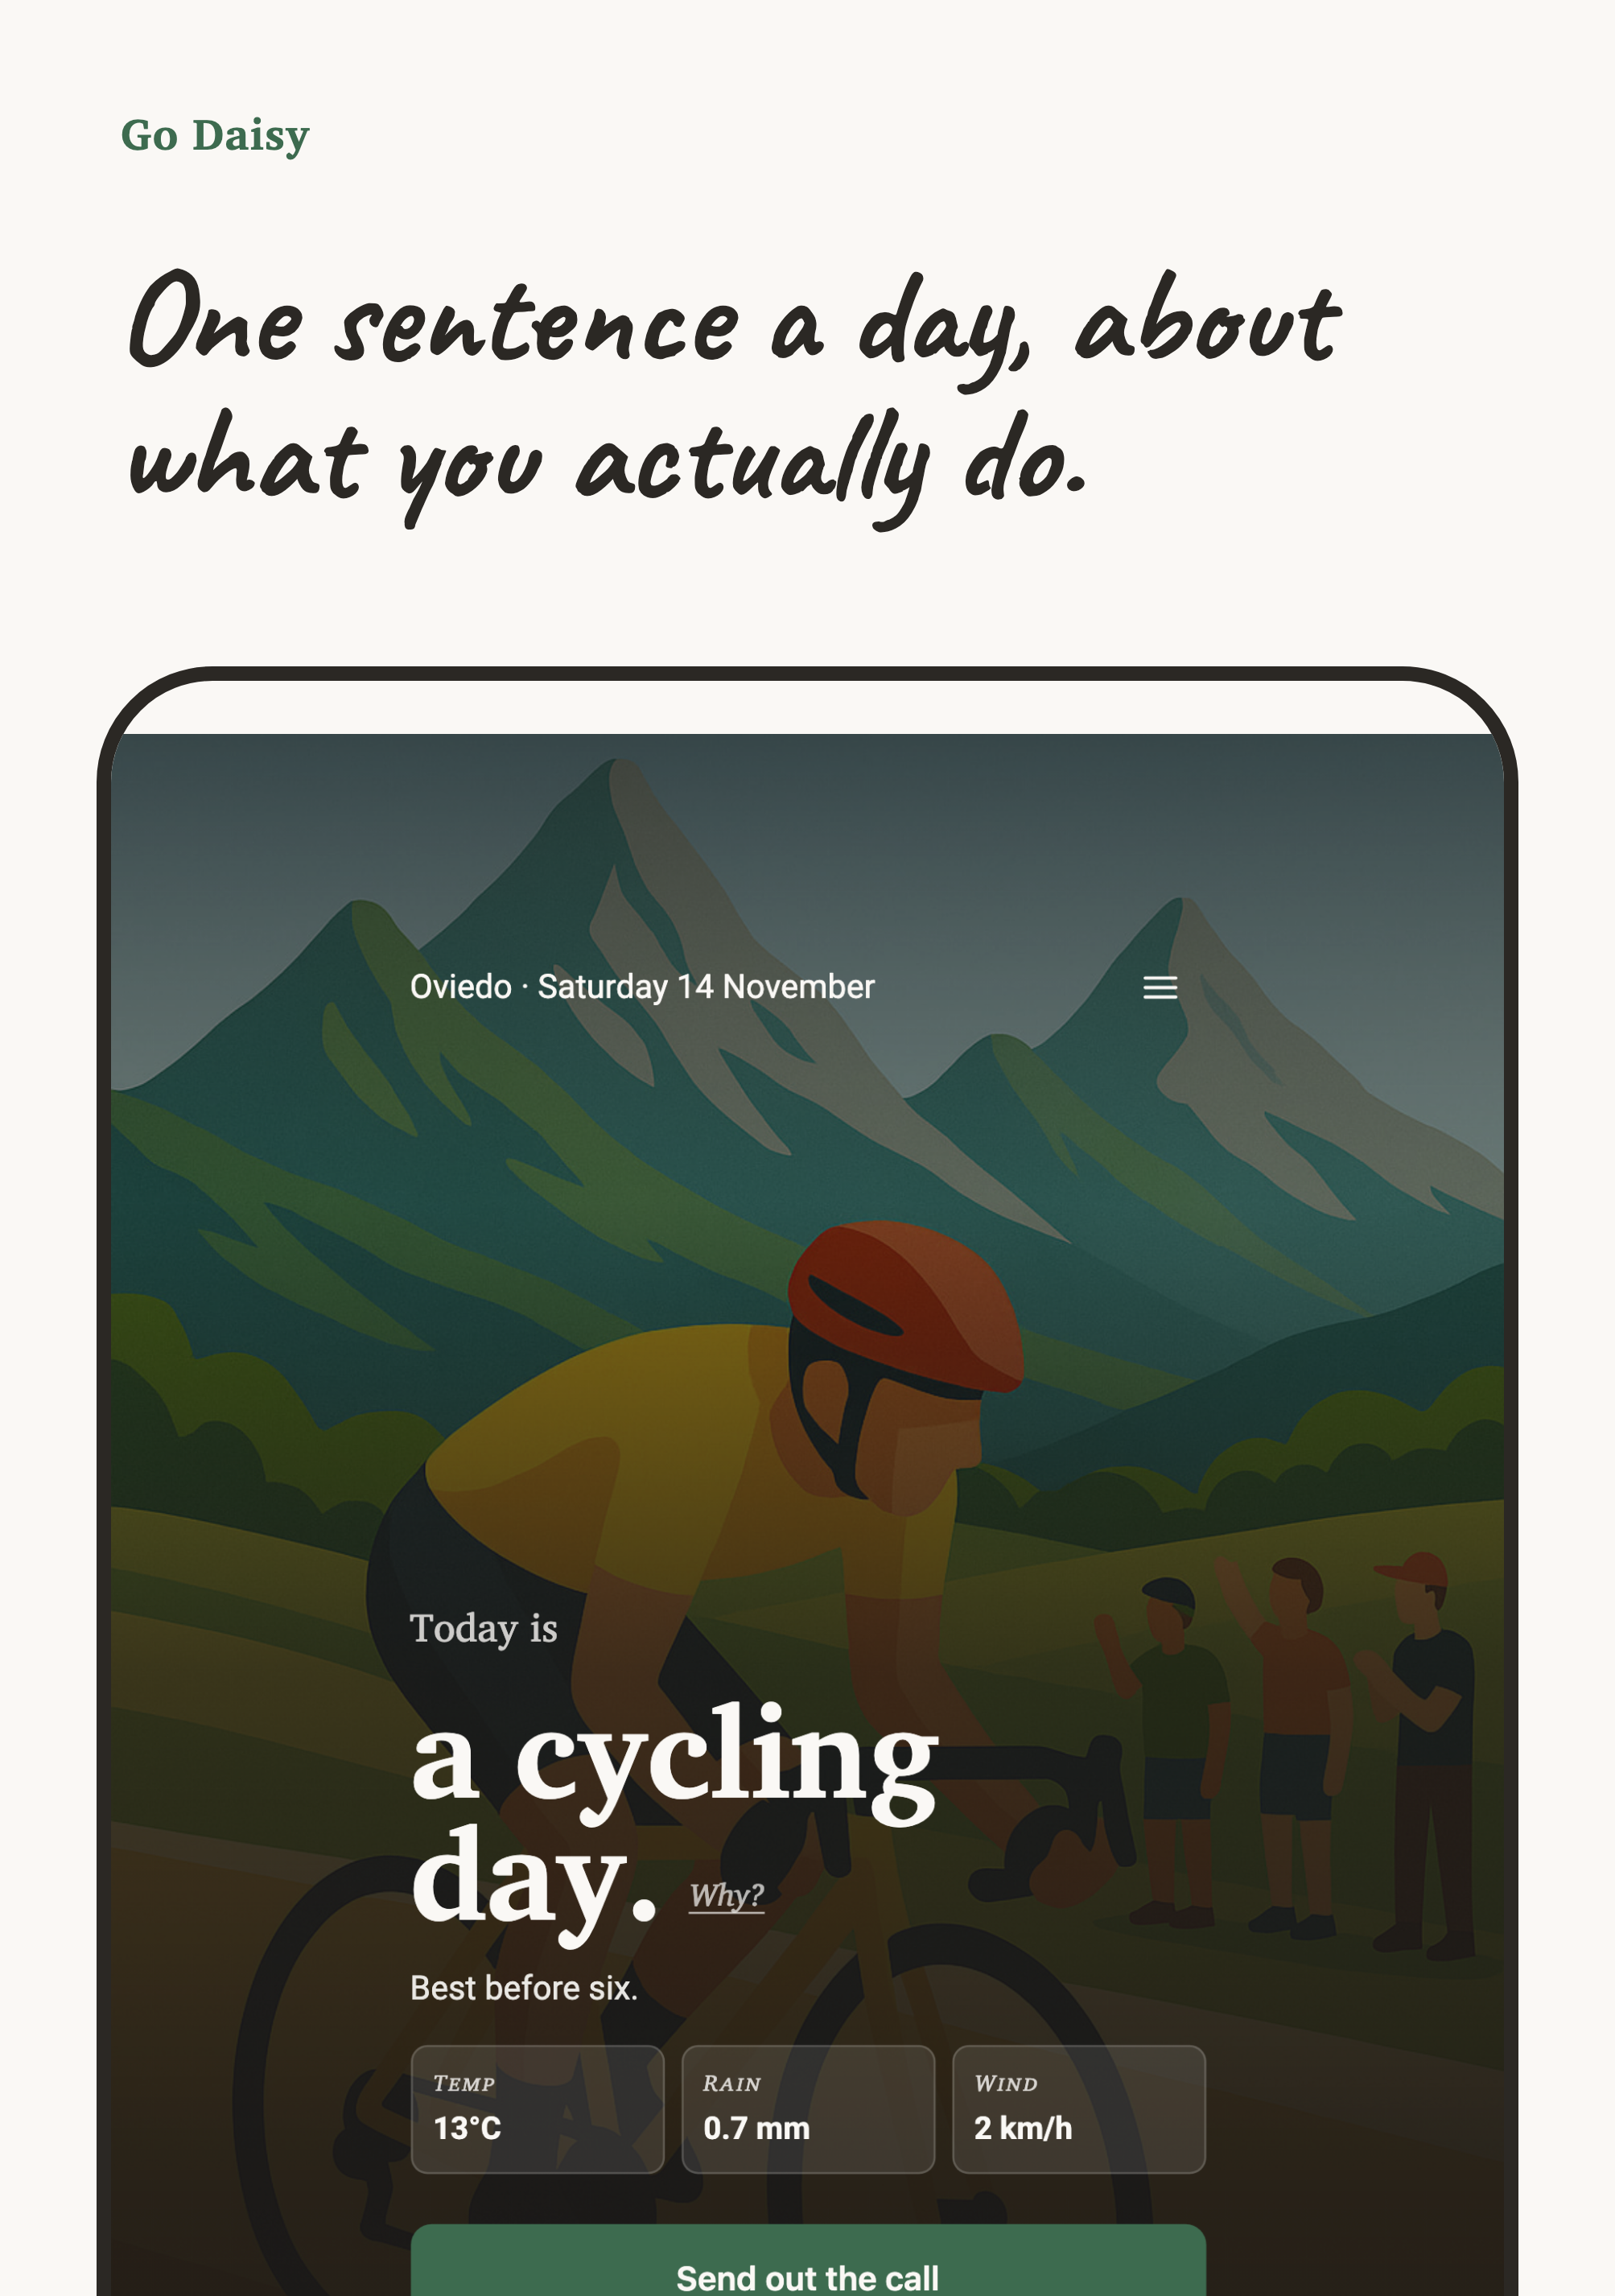 Go Daisy
One sentence a day, about
what you actually do.
Oviedo · Saturday 14 November
Today is
a cycling
day. Why?
Best before six.
Temp Rain Wind
13°C 0.7 mm 2 km/h
Send out the call